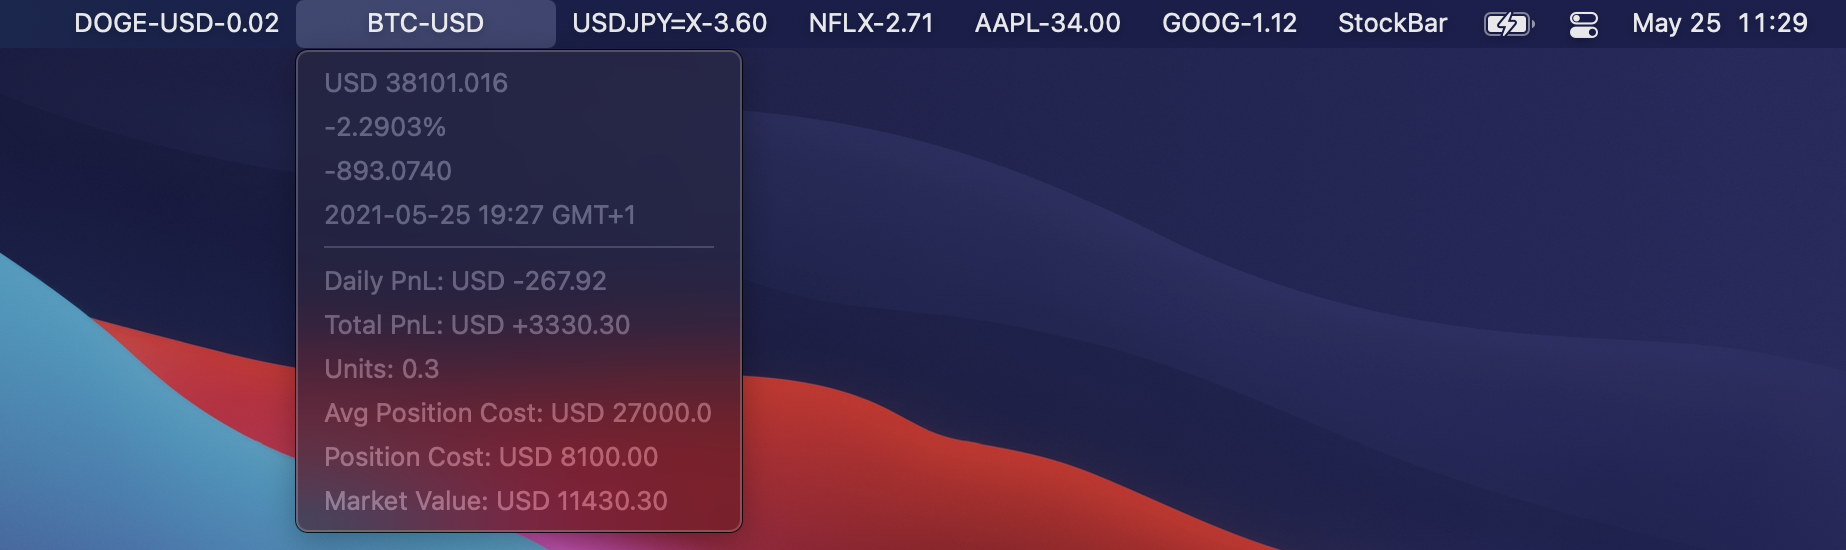 DOGE-USD-0.02 BTC-USD USDJPY=X-3.60 NFLX-2.71 AAPL-34.00 GOOG-1.12 StockBar May 25 11:29
USD 38101.016
-2.2903%
-893.0740
2021-05-25 19:27 GMT+1
Daily PnL: USD -267.92
Total PnL: USD +3330.30
Units: 0.3
Avg Position Cost: USD 27000.0
Position Cost: USD 8100.00
Market Value: USD 11430.30